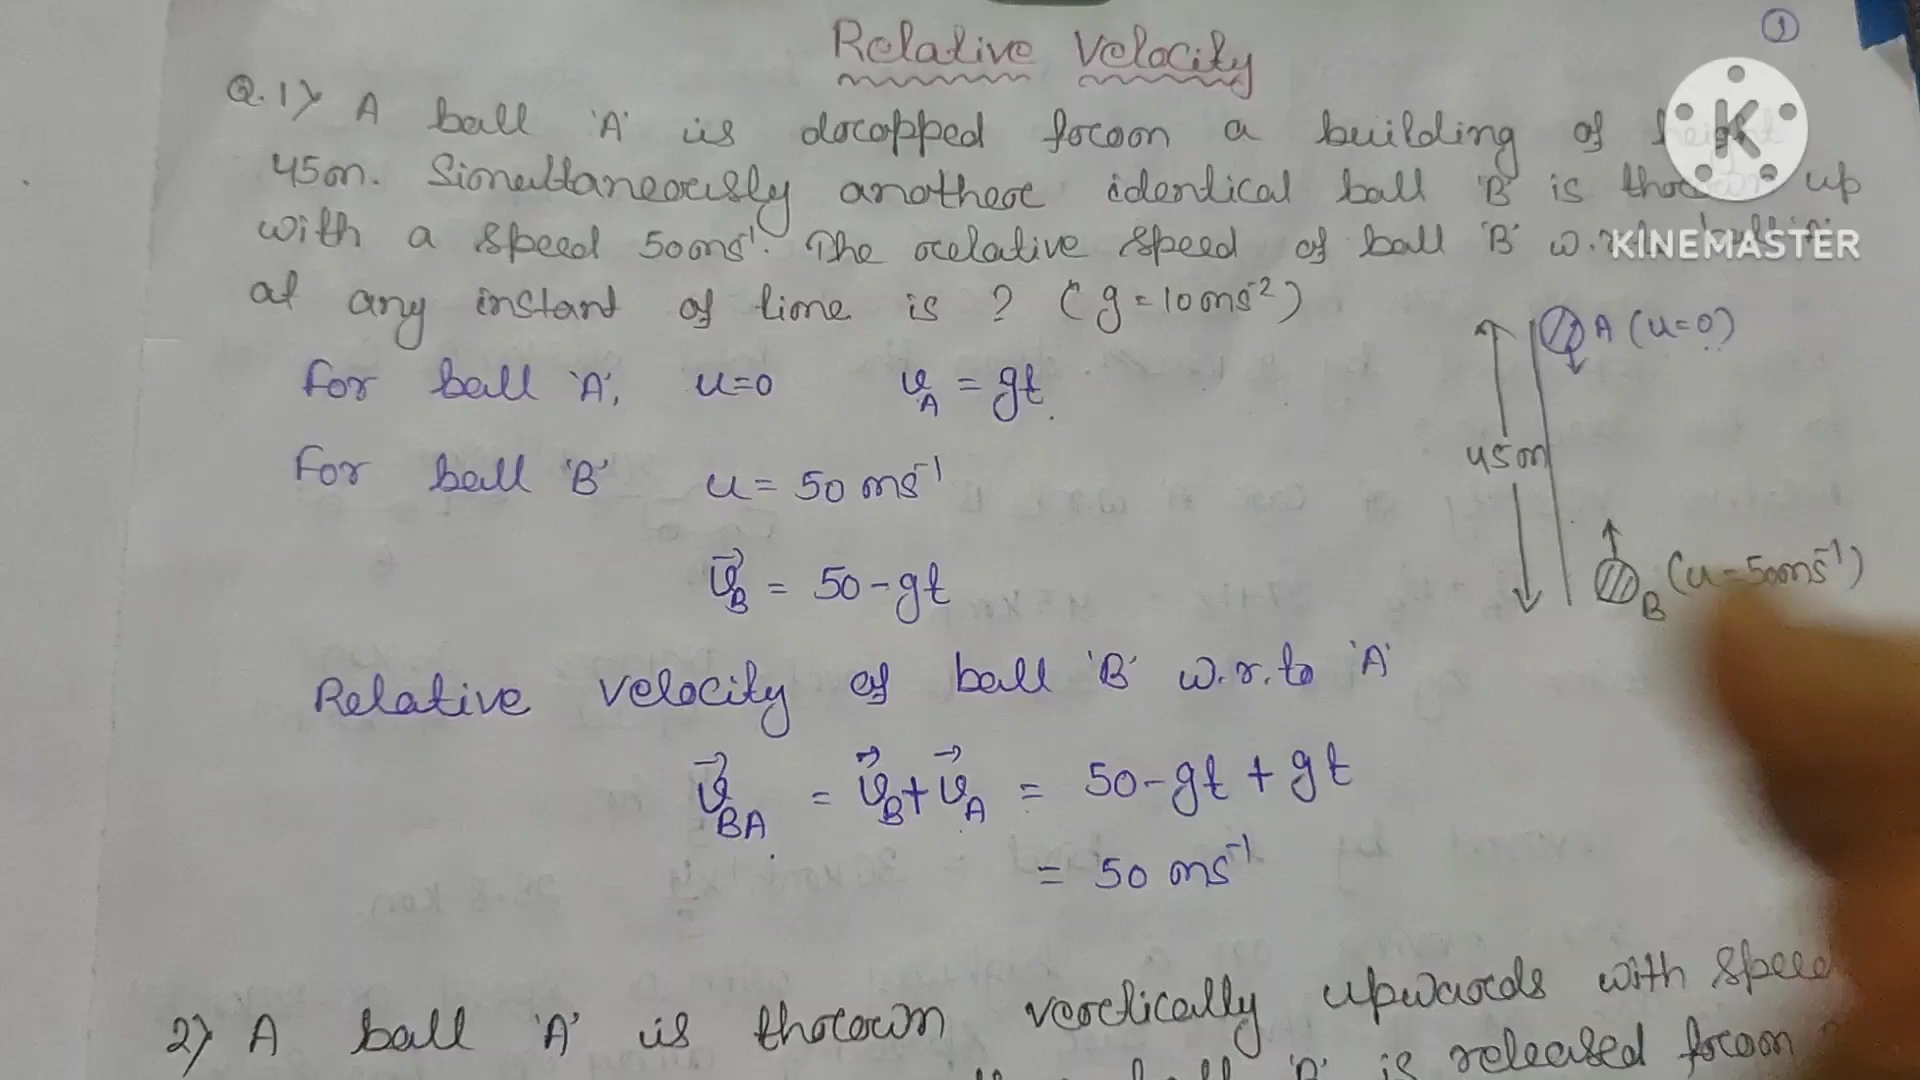 1
Relative Velocity
Q.1) A ball 'A' is dropped from a building of
45m. Simultaneously another identical ball 'B' is up
with a speed 50ms⁻¹. The relative speed of ball 'B' w.r.
at any instant of time is ? (g=10ms⁻²)
For ball 'A', u=0 v_A = gt.
For ball 'B' u= 50 ms⁻¹
v⃗_B = 50-gt
Relative velocity of ball 'B' w.r.to 'A'
v⃗_BA = v⃗_B + v⃗_A = 50-gt + gt
= 50 ms⁻¹
A (u=0)
45m
B (u=50ms⁻¹)
2) A ball 'A' is thrown vertically upwards with speed
ball 'B' is released from
K
KINEMASTER